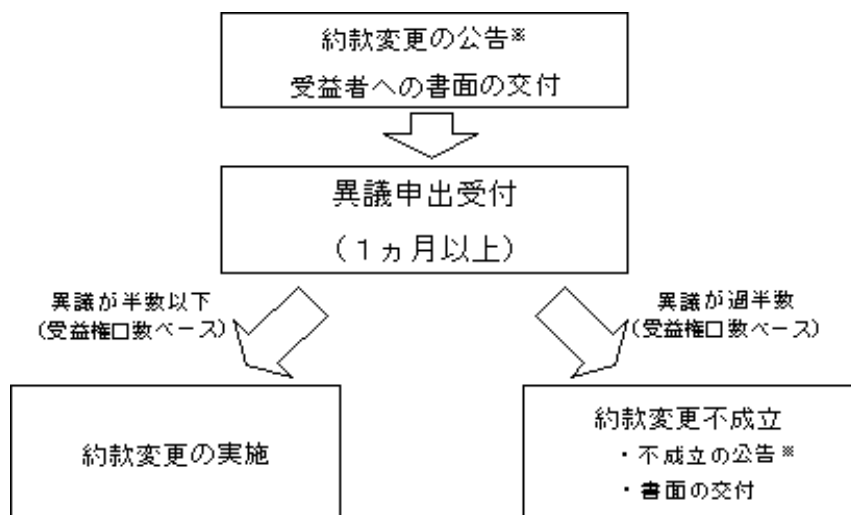 約款変更の公告※
受益者への書面の交付
異議申出受付
（１ヵ月以上）
異議が半数以下
（受益権口数ベース）
異議が過半数
（受益権口数ベース）
約款変更の実施
約款変更不成立
・不成立の公告※
・書面の交付